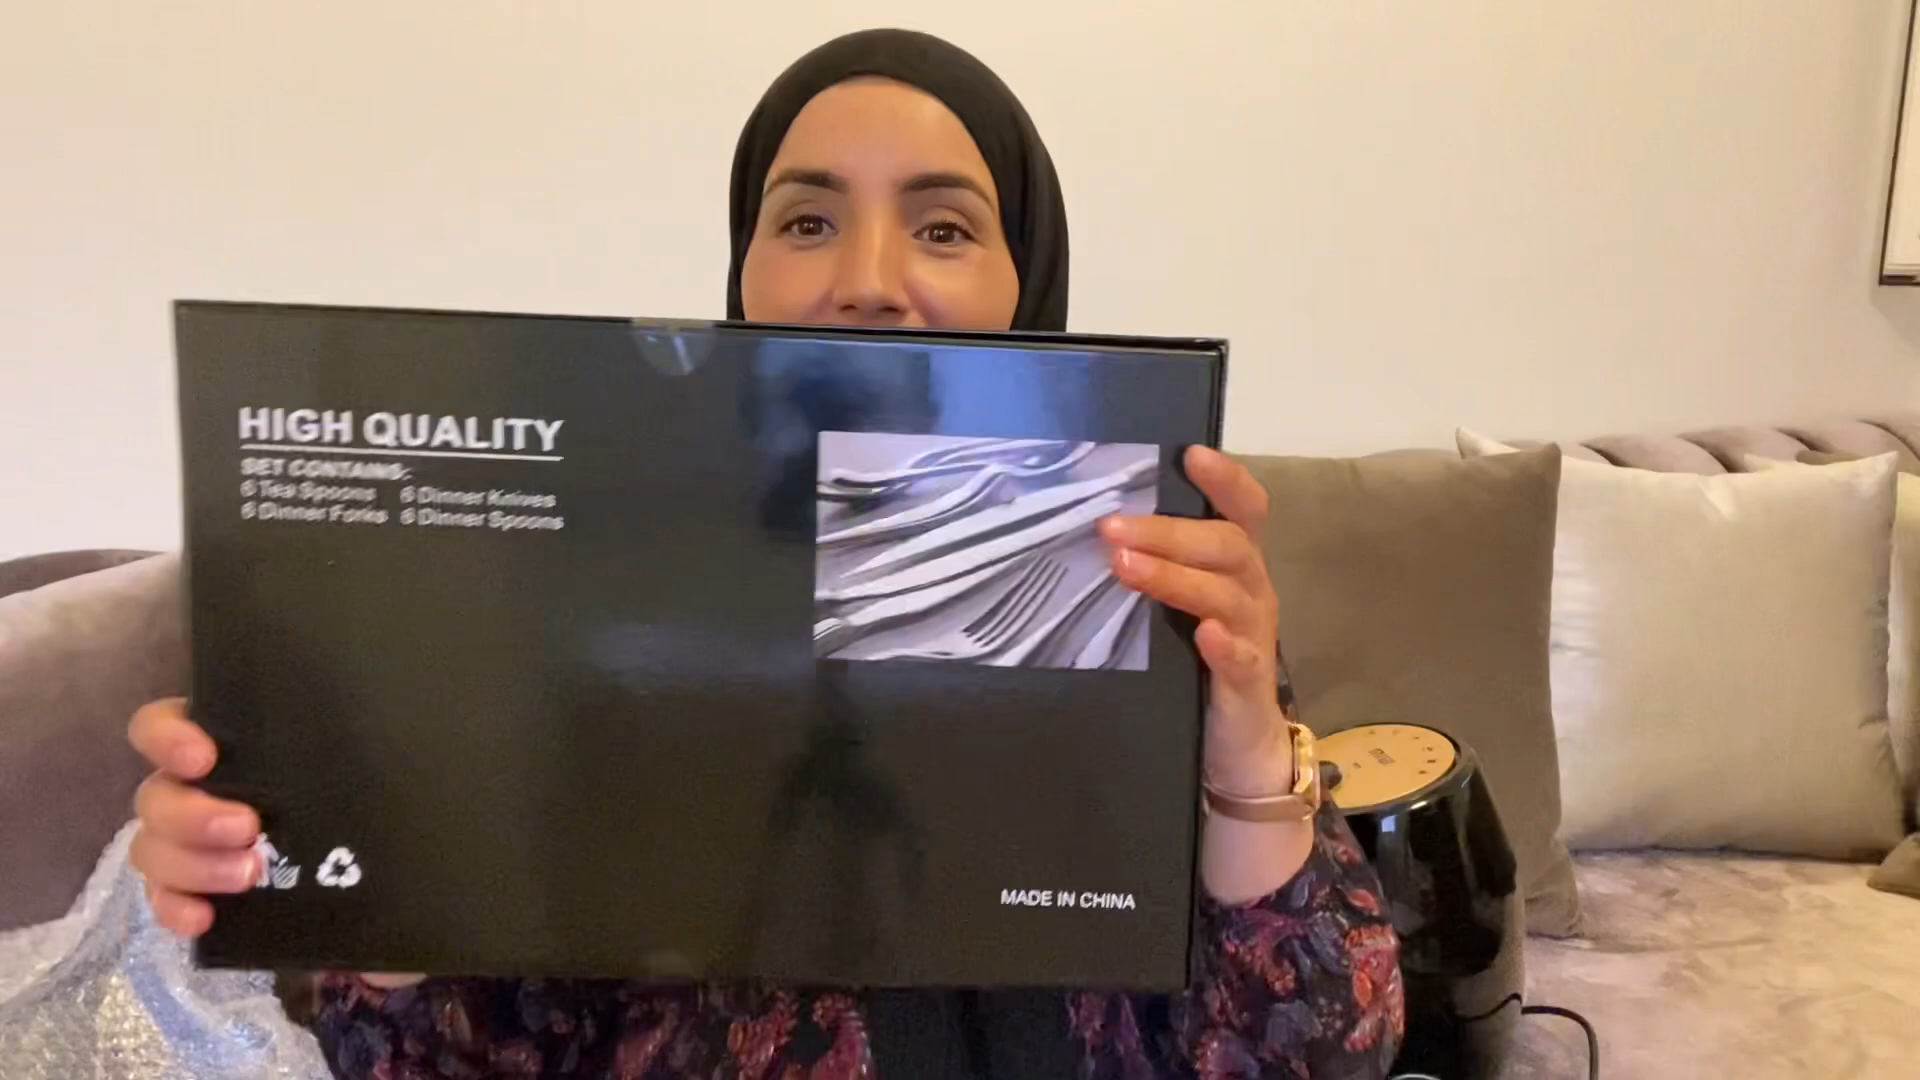 HIGH QUALITY
SET CONTAINS:
6 Tea Spoons 6 Dinner Knives
6 Dinner Forks 6 Dinner Spoons
MADE IN CHINA